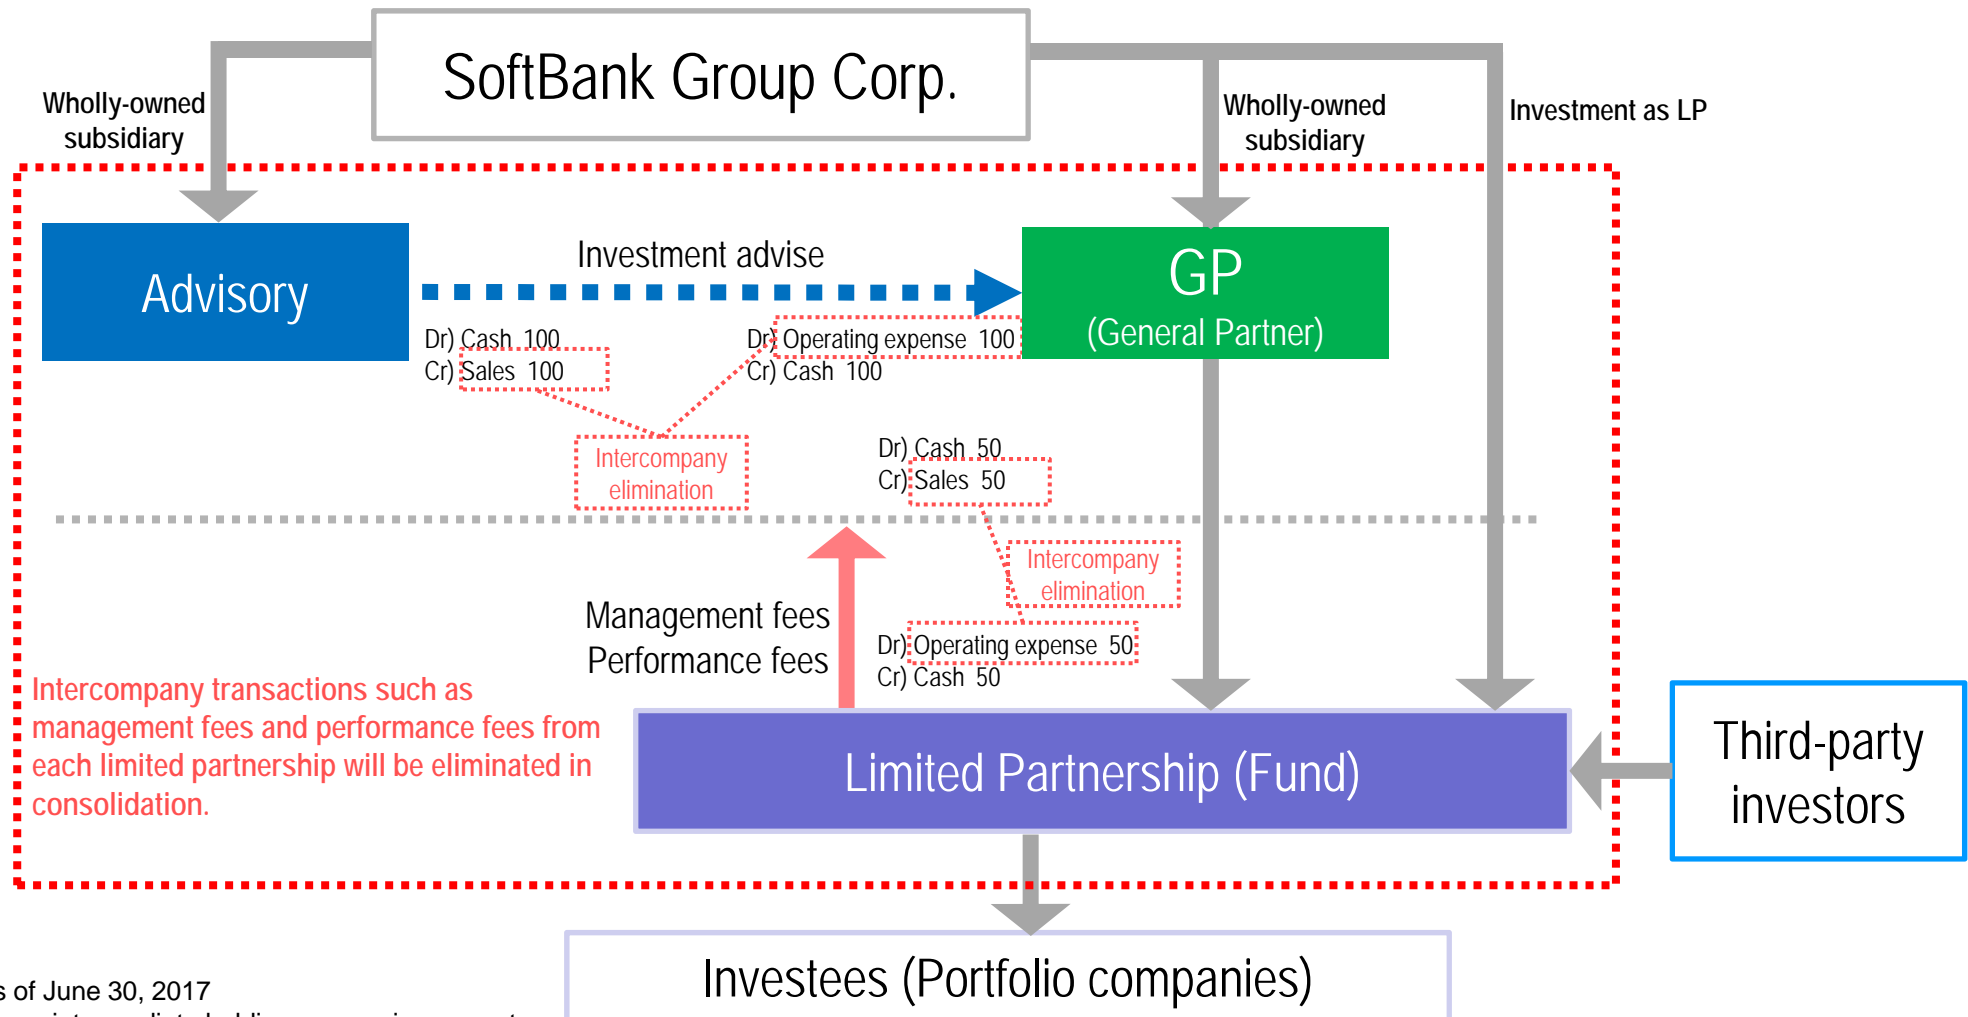 SoftBank Group Corp.
Wholly-owned
subsidiary
Wholly-owned
subsidiary
Investment as LP
Advisory
Investment advise
GP
(General Partner)
Dr) Cash 100
Cr) Sales 100
Dr) Operating expense 100
Cr) Cash 100
Intercompany
elimination
Dr) Cash 50
Cr) Sales 50
Intercompany
elimination
Management fees
Performance fees
Dr) Operating expense 50
Cr) Cash 50
Intercompany transactions such as
management fees and performance fees from
each limited partnership will be eliminated in
consolidation.
Limited Partnership (Fund)
Third-party
investors
Investees (Portfolio companies)
of June 30, 2017